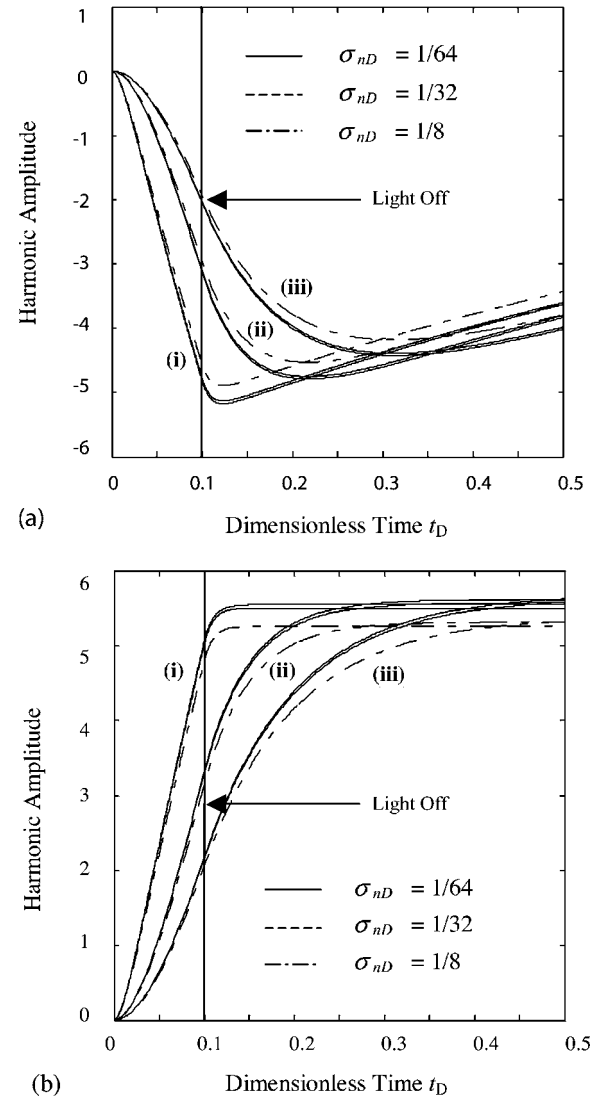 1
0
-1
-2
-3
-4
-5
-6
Harmonic Amplitude
σnD = 1/64
σnD = 1/32
σnD = 1/8
Light Off
(i)
(ii)
(iii)
0 0.1 0.2 0.3 0.4 0.5
(a)
Dimensionless Time tD
6
5
4
3
2
1
0
Harmonic Amplitude
(i)
(ii)
(iii)
Light Off
σnD = 1/64
σnD = 1/32
σnD = 1/8
0 0.1 0.2 0.3 0.4 0.5
(b)
Dimensionless Time tD